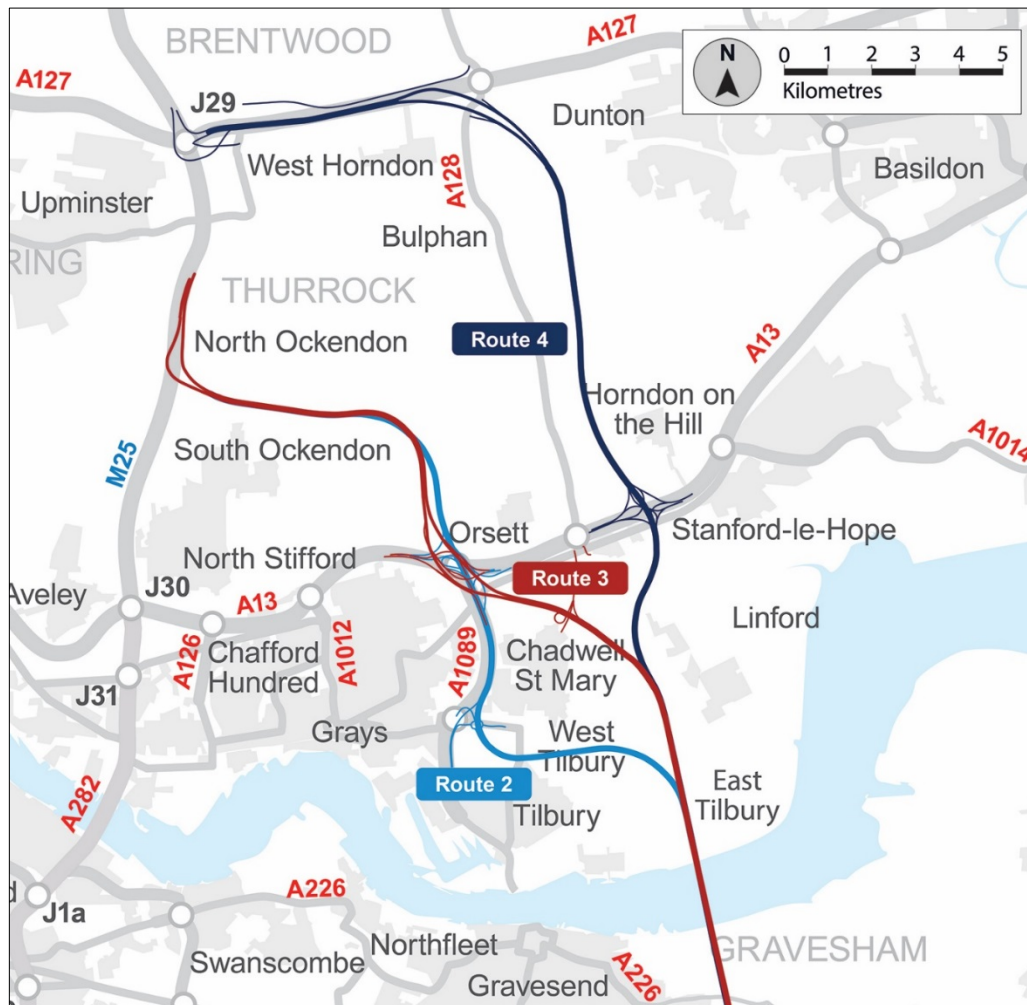 BRENTWOOD
A127
A127
N
0 1 2 3 4 5
Kilometres
J29
Dunton
West Horndon
A128
Basildon
Upminster
Bulphan
RING
THURROCK
Route 4
North Ockendon
A13
Horndon on
the Hill
A1014
South Ockendon
M25
Orsett
Stanford-le-Hope
North Stifford
Route 3
Aveley
J30
A13
Linford
A126
Chafford
Hundred
A1012
A1089
Chadwell
St Mary
J31
Grays
West
Tilbury
Route 2
East
Tilbury
Tilbury
A282
d
J1a
A226
Northfleet
GRAVESHAM
Swanscombe
Gravesend
A226